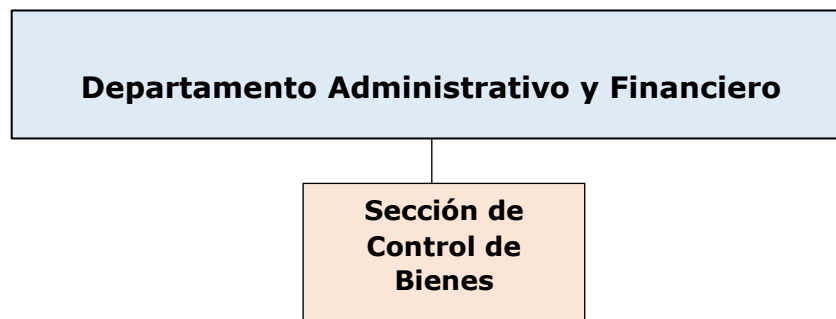 Departamento Administrativo y Financiero
Sección de
Control de
Bienes